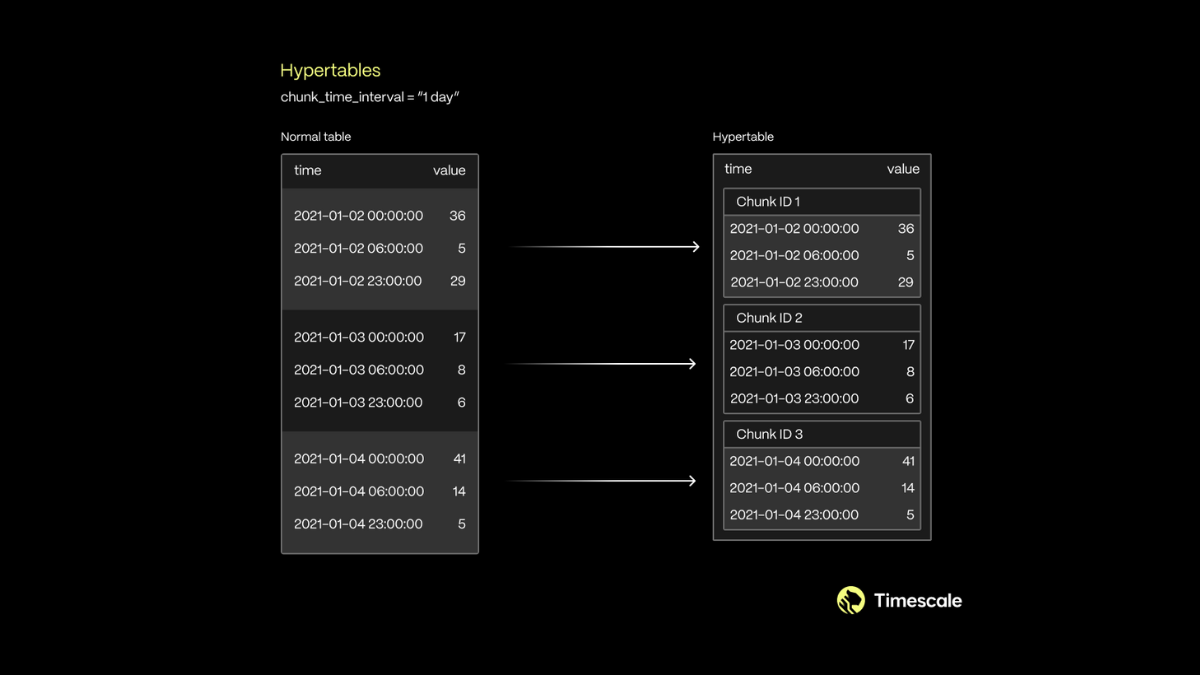 Hypertables
chunk_time_interval = "1 day"
Normal table
time value
2021-01-02 00:00:00 36
2021-01-02 06:00:00 5
2021-01-02 23:00:00 29
2021-01-03 00:00:00 17
2021-01-03 06:00:00 8
2021-01-03 23:00:00 6
2021-01-04 00:00:00 41
2021-01-04 06:00:00 14
2021-01-04 23:00:00 5
Hypertable
time value
Chunk ID 1
2021-01-02 00:00:00 36
2021-01-02 06:00:00 5
2021-01-02 23:00:00 29
Chunk ID 2
2021-01-03 00:00:00 17
2021-01-03 06:00:00 8
2021-01-03 23:00:00 6
Chunk ID 3
2021-01-04 00:00:00 41
2021-01-04 06:00:00 14
2021-01-04 23:00:00 5
Timescale